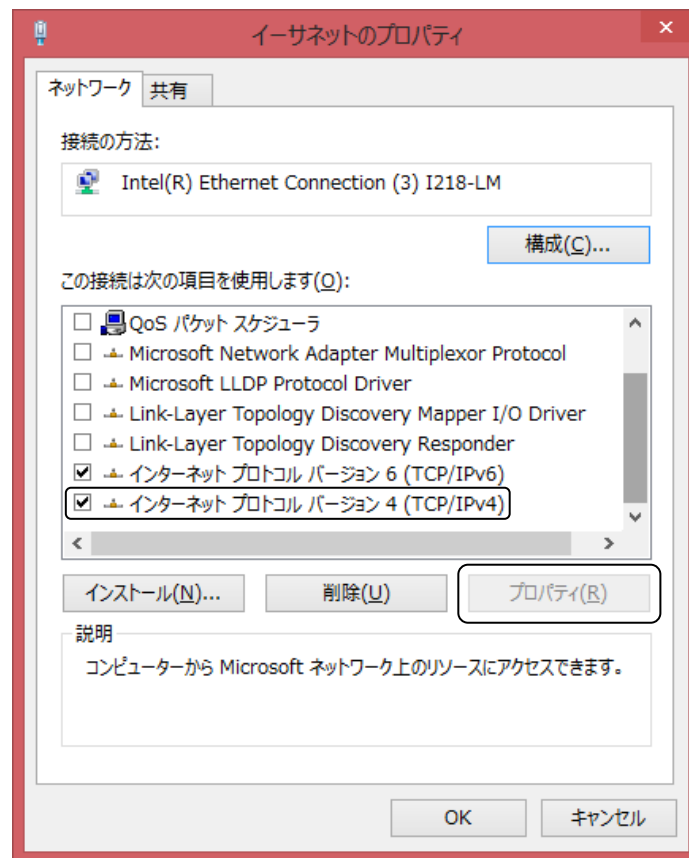 イーサネットのプロパティ
ネットワーク 共有
接続の方法:
Intel(R) Ethernet Connection (3) I218-LM
構成(C)...
この接続は次の項目を使用します(O):
QoS パケット スケジューラ
Microsoft Network Adapter Multiplexor Protocol
Microsoft LLDP Protocol Driver
Link-Layer Topology Discovery Mapper I/O Driver
Link-Layer Topology Discovery Responder
インターネット プロトコル バージョン 6 (TCP/IPv6)
インターネット プロトコル バージョン 4 (TCP/IPv4)
インストール(N)... 削除(U) プロパティ(R)
説明
コンピューターから Microsoft ネットワーク上のリソースにアクセスできます。
OK キャンセル